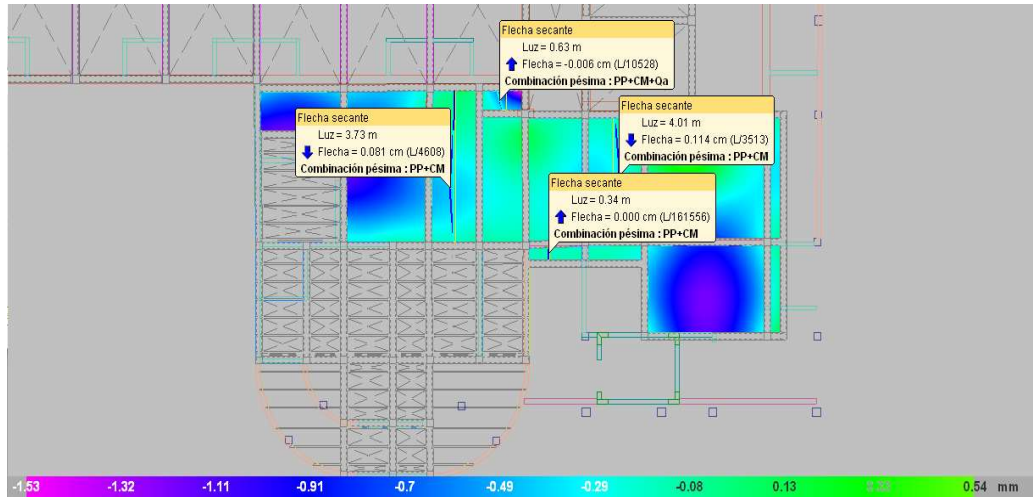 Flecha secante
Luz = 0.63 m
Flecha = -0.006 cm (L/10528)
Combinación pésima : PP+CM+Qa
Flecha secante
Luz = 3.73 m
Flecha = 0.081 cm (L/4608)
Combinación pésima : PP+CM
Flecha secante
Luz = 4.01 m
Flecha = 0.114 cm (L/3513)
Combinación pésima : PP+CM
Flecha secante
Luz = 0.34 m
Flecha = 0.000 cm (L/161556)
Combinación pésima : PP+CM
-1.53 -1.32 -1.11 -0.91 -0.7 -0.49 -0.29 -0.08 0.13 0.54 mm